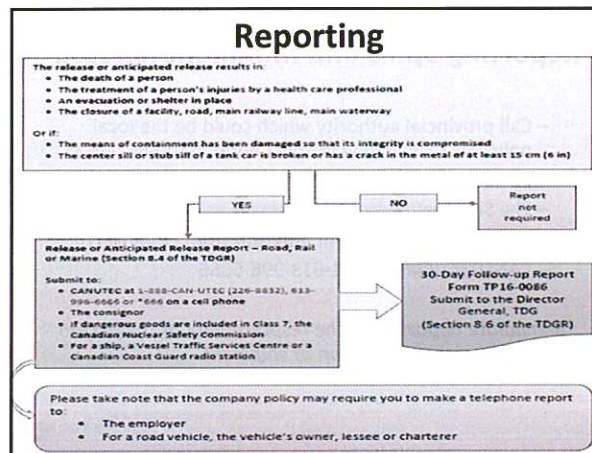 Reporting
The release or anticipated release results in:
• The death of a person
• The treatment of a person's injuries by a health care professional
• An evacuation or shelter in place
• The closure of a facility, road, main railway line, main waterway
Or if:
• The means of containment has been damaged so that its integrity is compromised
• The center sill or stub sill of a tank car is broken or has a crack in the metal of at least 15 cm (6 in)
YES
NO
Report
not
required
Release or Anticipated Release Report – Road, Rail
or Marine (Section 8.4 of the TDGR)
Submit to:
• CANUTEC at 1-888-CAN-UTEC (226-8832), 613-
996-6666 or *666 on a cell phone
• The consignor
• If dangerous goods are included in Class 7, the
Canadian Nuclear Safety Commission
• For a ship, a Vessel Traffic Services Centre or a
Canadian Coast Guard radio station
30-Day Follow-up Report
Form TP16-0086
Submit to the Director
General, TDG
(Section 8.6 of the TDGR)
Please take note that the company policy may require you to make a telephone report
to:
• The employer
• For a road vehicle, the vehicle's owner, lessee or charterer